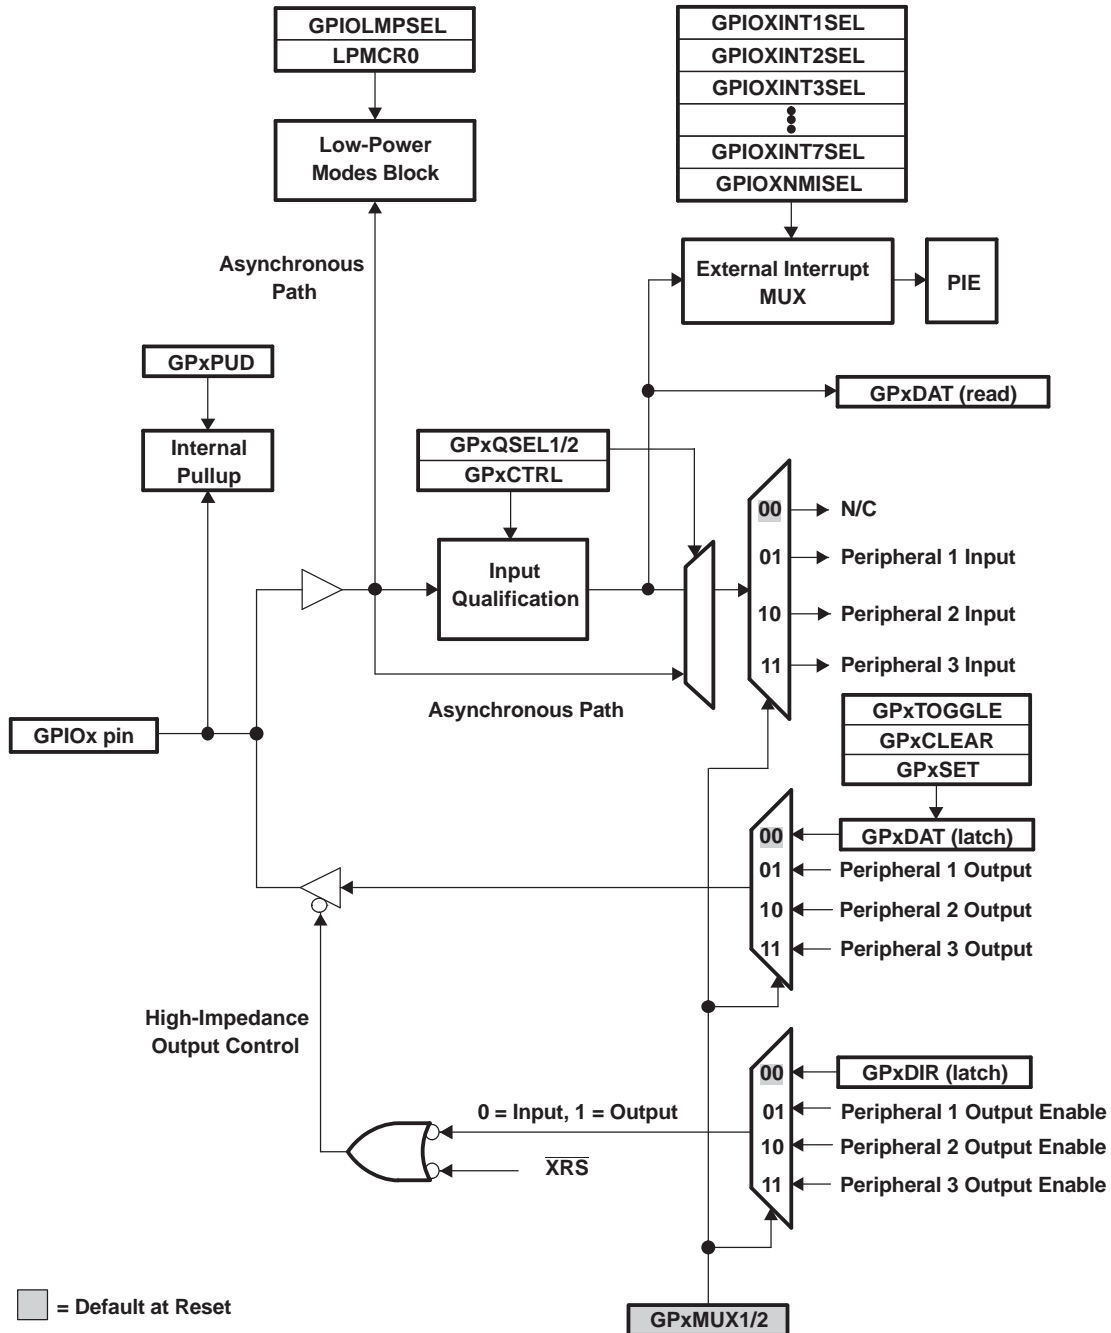 GPIOLMPSEL
LPMCR0
Low-Power
Modes Block
Asynchronous
Path
GPIOXINT1SEL
GPIOXINT2SEL
GPIOXINT3SEL
GPIOXINT7SEL
GPIOXNMISEL
External Interrupt
MUX
PIE
GPxPUD
Internal
Pullup
GPxDAT (read)
GPxQSEL1/2
GPxCTRL
Input
Qualification
00
N/C
01
Peripheral 1 Input
10
Peripheral 2 Input
11
Peripheral 3 Input
Asynchronous Path
GPIOx pin
GPxTOGGLE
GPxCLEAR
GPxSET
00
GPxDAT (latch)
01
Peripheral 1 Output
10
Peripheral 2 Output
11
Peripheral 3 Output
High-Impedance
Output Control
00
GPxDIR (latch)
0 = Input, 1 = Output
01
Peripheral 1 Output Enable
10
Peripheral 2 Output Enable
XRS
11
Peripheral 3 Output Enable
= Default at Reset
GPxMUX1/2